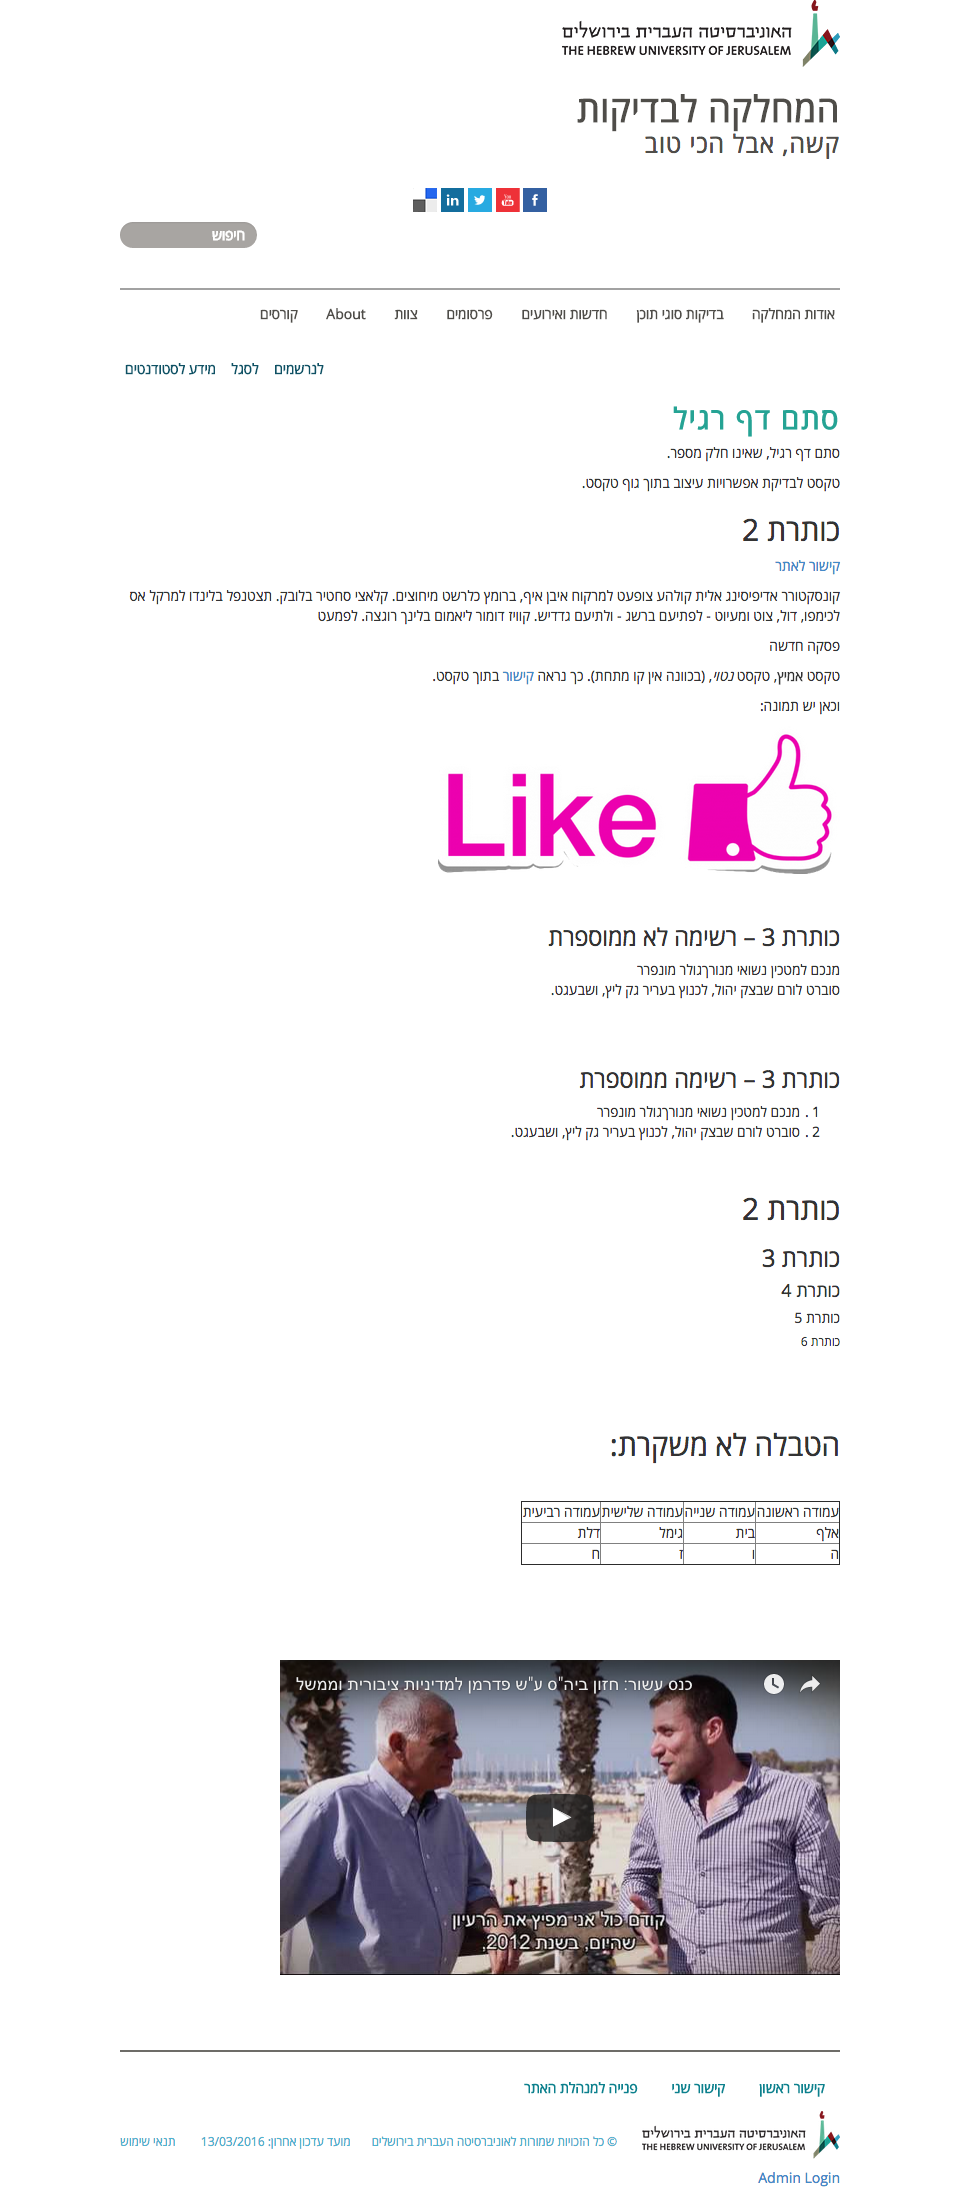 האוניברסיטה העברית בירושלים
THE HEBREW UNIVERSITY OF JERUSALEM
המחלקה לבדיקות
קשה, אבל הכי טוב
חיפוש
אודות המחלקה בדיקות סוגי תוכן חדשות ואירועים פרסומים צוות About קורסים
לנרשמים לסגל מידע לסטודנטים
סתם דף רגיל
סתם דף רגיל, שאינו חלק מספר.
טקסט לבדיקת אפשרויות עיצוב בתוך גוף טקסט.
כותרת 2
קישור לאתר
קונסקטורר אדיפיסינג אלית קולהע צופעט למרקוח איבן איף, ברומץ כלרשט מיחוצים. קלאצי סחטיר בלובק. תצטנפל בלינדו למרקל אס
לכימפו, דול, צוט ומעיוט - לפתיעם ברשג - ולתיעם גדדיש. קוויז דומור ליאמום בלינך רוגצה. לפמעט
פסקה חדשה
טקסט אמיץ, טקסט נטוי, (בכוונה אין קו מתחת). כך נראה קישור בתוך טקסט.
וכאן יש תמונה:
Like
כותרת 3 – רשימה לא ממוספרת
מנכם למטכין נשואי מנורךגולר מונפרר
סוברט לורם שבצק יהול, לכנוץ בעריר גק ליץ, ושבעגט.
כותרת 3 – רשימה ממוספרת
1. מנכם למטכין נשואי מנורךגולר מונפרר
2. סוברט לורם שבצק יהול, לכנוץ בעריר גק ליץ, ושבעגט.
כותרת 2
כותרת 3
כותרת 4
כותרת 5
כותרת 6
הטבלה לא משקרת:
עמודה ראשונה עמודה שנייה עמודה שלישית עמודה רביעית
אלף בית גימל דלת
ה ו ז ח
כנס עשור: חזון ביה"ס ע"ש פדרמן למדיניות ציבורית וממשל
קודם כול אני מפיץ את הרעיון
שהיום, בשנת 2012,
קישור ראשון קישור שני פנייה למנהלת האתר
האוניברסיטה העברית בירושלים
THE HEBREW UNIVERSITY OF JERUSALEM
© כל הזכויות שמורות לאוניברסיטה העברית בירושלים מועד עדכון אחרון: 13/03/2016 תנאי שימוש
Admin Login